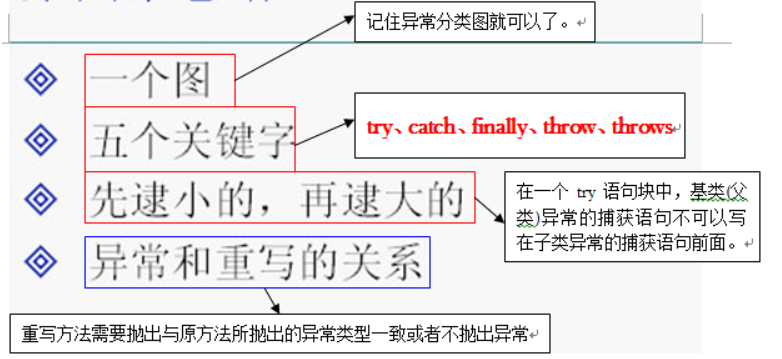 记住异常分类图就可以了。
一个图
五个关键字
try、catch、finally、throw、throws
先逮小的，再逮大的
在一个 try 语句块中，基类(父
类)异常的捕获语句不可以写
在子类异常的捕获语句前面。
异常和重写的关系
重写方法需要抛出与原方法所抛出的异常类型一致或者不抛出异常